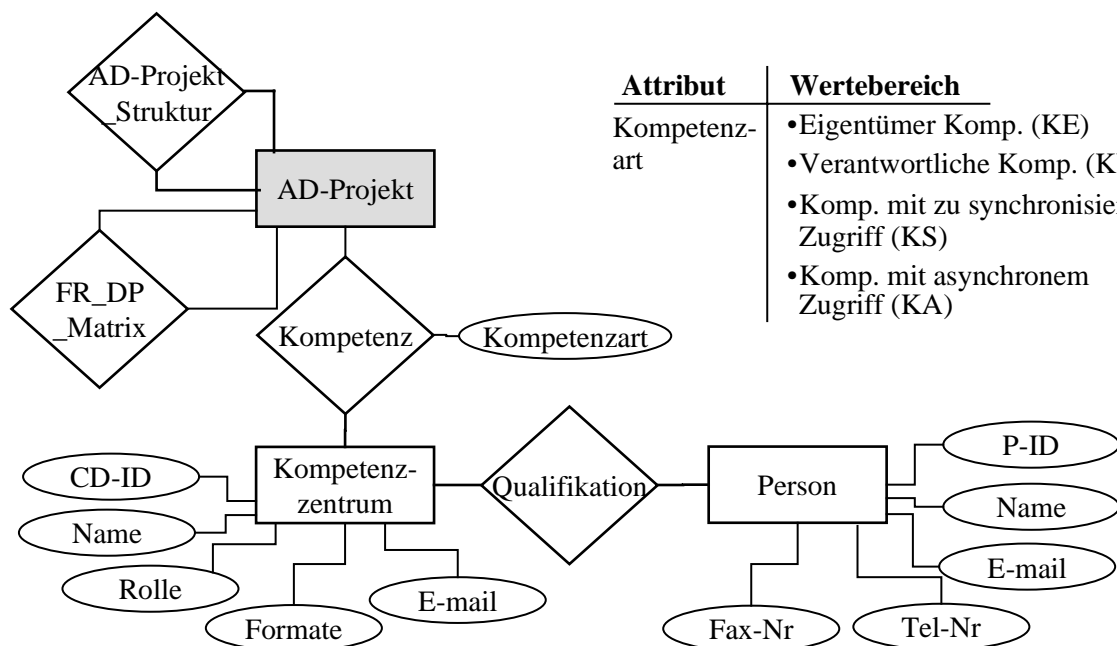 AD-Projekt
_Struktur
Attribut Wertebereich
Kompetenz-
art
•Eigentümer Komp. (KE)
•Verantwortliche Komp. (K
•Komp. mit zu synchronisie
Zugriff (KS)
•Komp. mit asynchronem
Zugriff (KA)
AD-Projekt
FR_DP
_Matrix
Kompetenz
Kompetenzart
CD-ID
Name
Rolle
Formate
E-mail
Kompetenz-
zentrum
Qualifikation
Person
P-ID
Name
E-mail
Tel-Nr
Fax-Nr